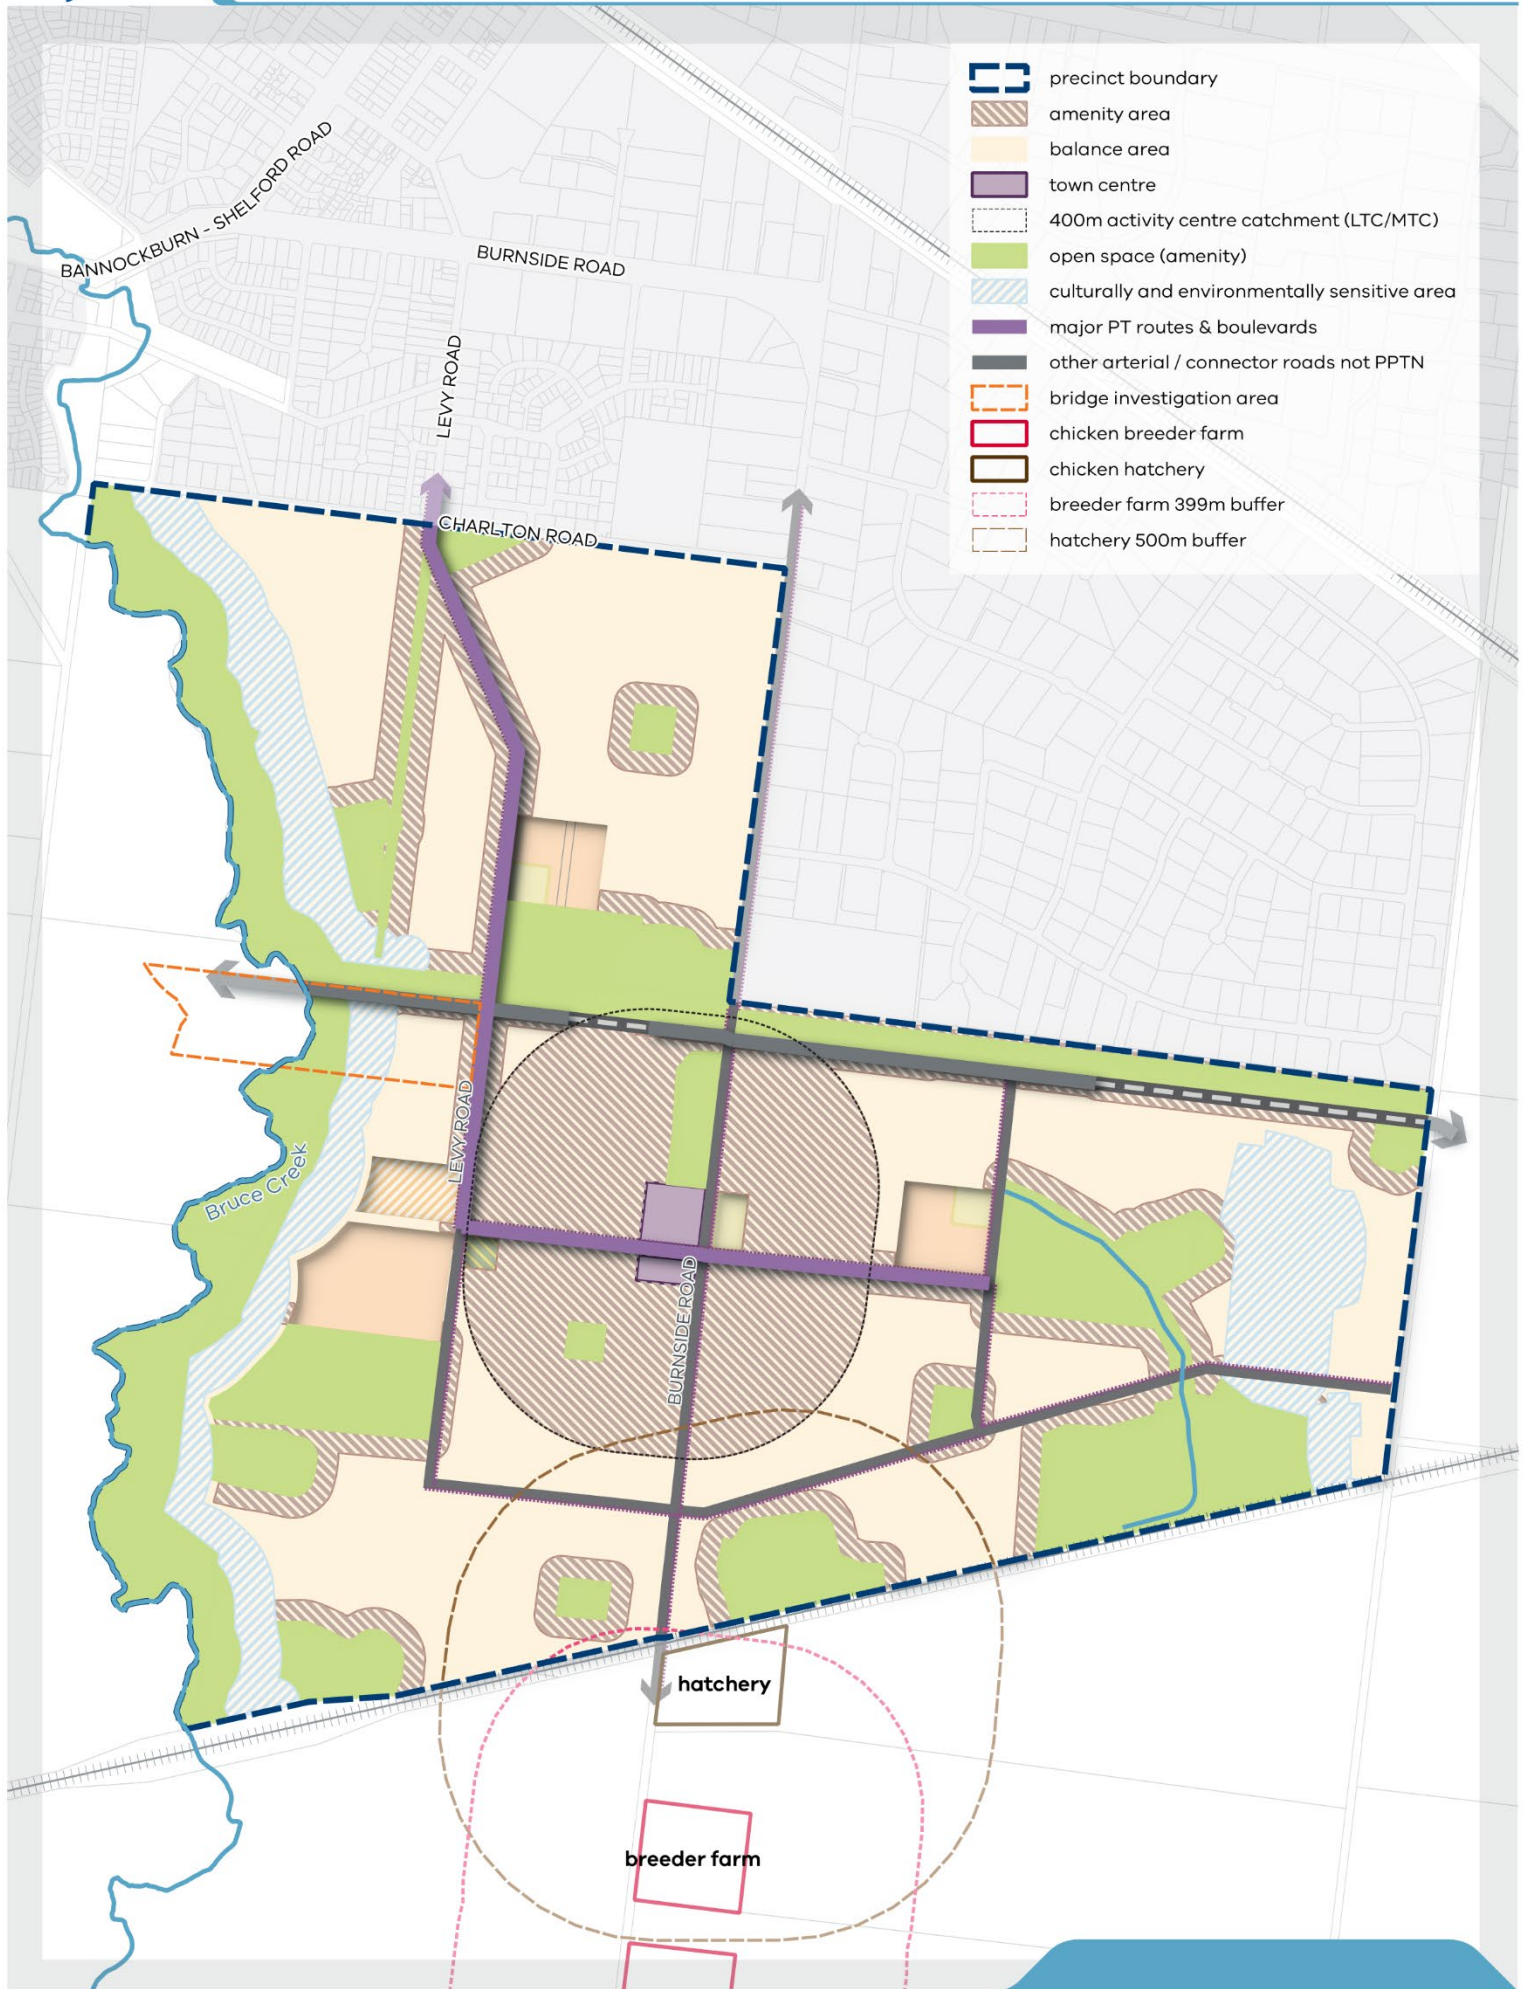 precinct boundary
amenity area
balance area
town centre
400m activity centre catchment (LTC/MTC)
open space (amenity)
culturally and environmentally sensitive area
major PT routes & boulevards
other arterial / connector roads not PPTN
bridge investigation area
chicken breeder farm
chicken hatchery
breeder farm 399m buffer
hatchery 500m buffer
BANNOCKBURN - SHELFORD ROAD
BURNSIDE ROAD
LEVY ROAD
CHARLTON ROAD
LEVY ROAD
Bruce Creek
BURNSIDE ROAD
hatchery
breeder farm